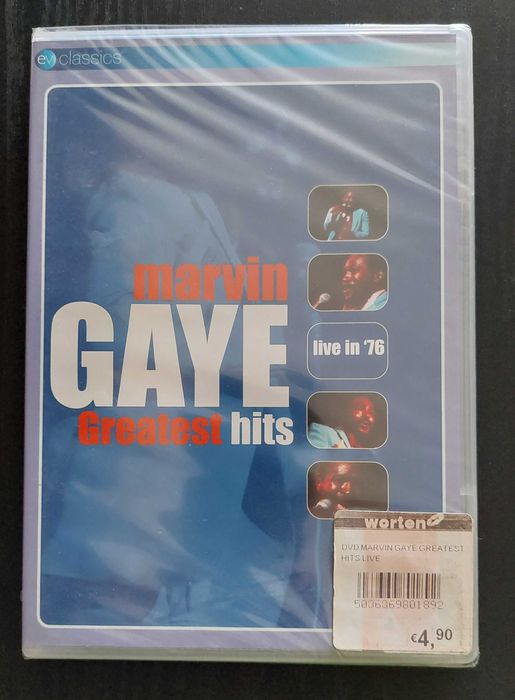 ev classics
marvin
GAYE
Greatest hits
live in '76
worten
DVD MARVIN GAYE GREATEST
HITS LIVE
5036369801892
€4,90